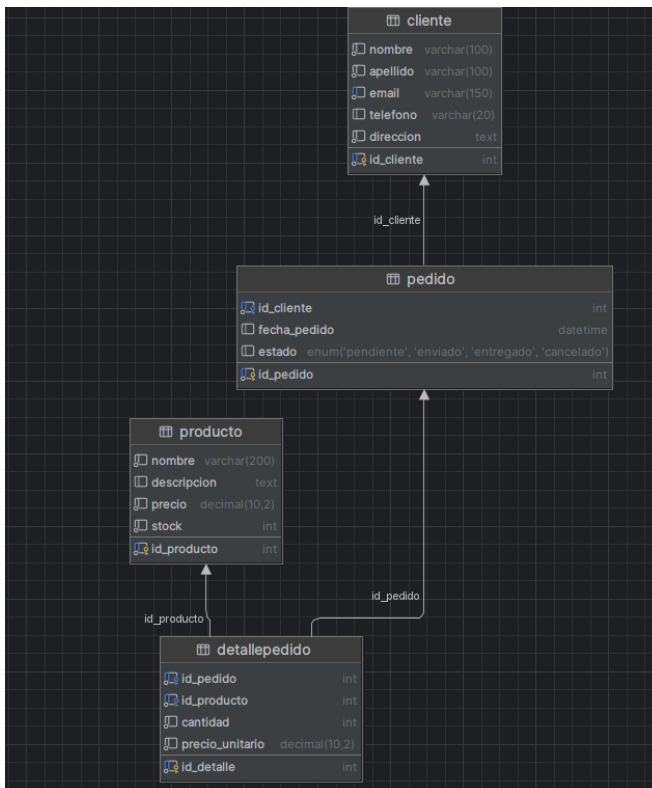 cliente
nombre varchar(100)
apellido varchar(100)
email varchar(150)
telefono varchar(20)
direccion text
id_cliente int
id_cliente
pedido
id_cliente int
fecha_pedido datetime
estado enum('pendiente', 'enviado', 'entregado', 'cancelado')
id_pedido int
producto
nombre varchar(200)
descripcion text
precio decimal(10,2)
stock int
id_producto int
id_pedido
id_producto
detallepedido
id_pedido int
id_producto int
cantidad int
precio_unitario decimal(10,2)
id_detalle int